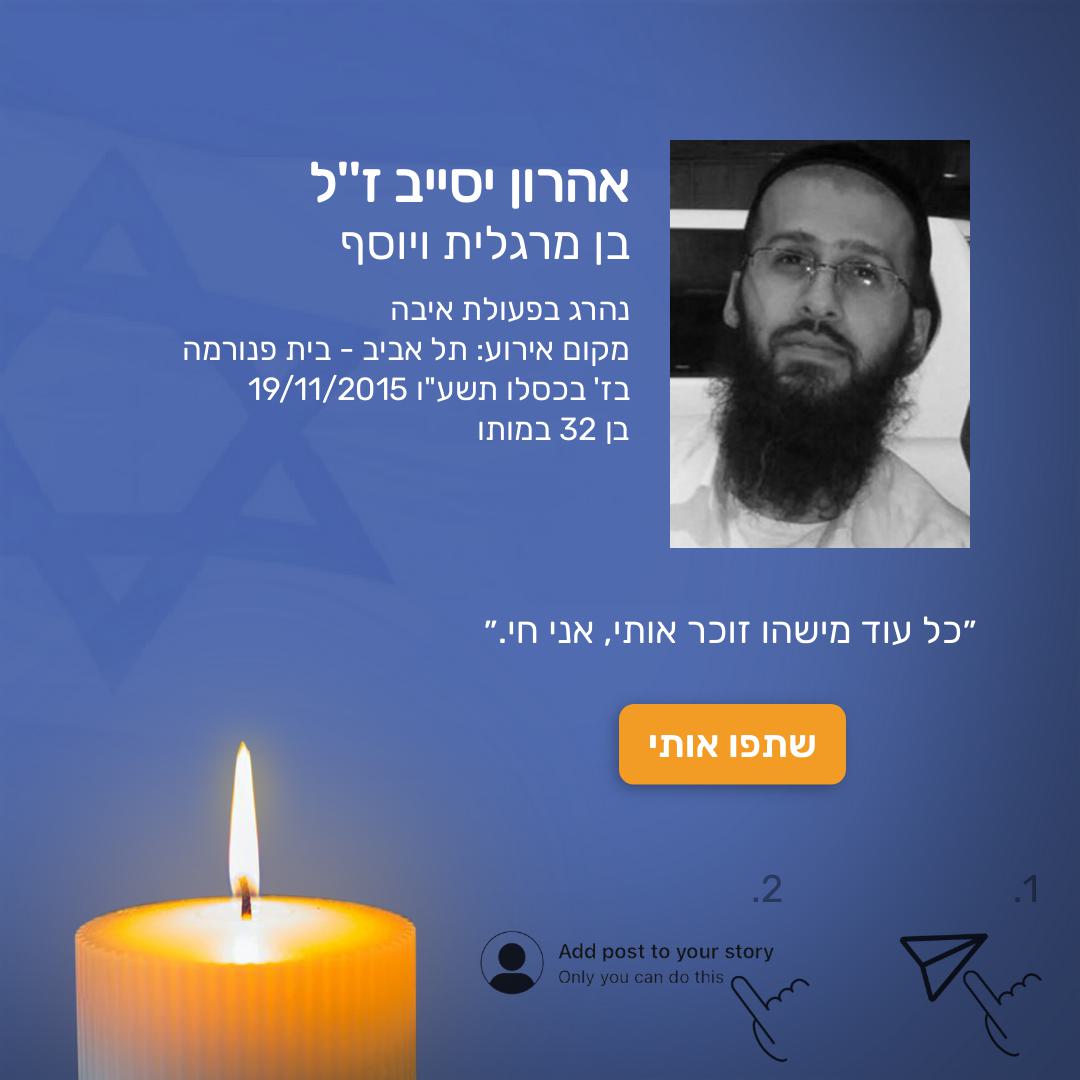 אהרון יסייב ז"ל
בן מרגלית ויוסף
נהרג בפעולת איבה
מקום אירוע: תל אביב - בית פנורמה
בז' בכסלו תשע"ו 19/11/2015
בן 32 במותו
״כל עוד מישהו זוכר אותי, אני חי.״
שתפו אותי
1.
2.
Add post to your story
Only you can do this